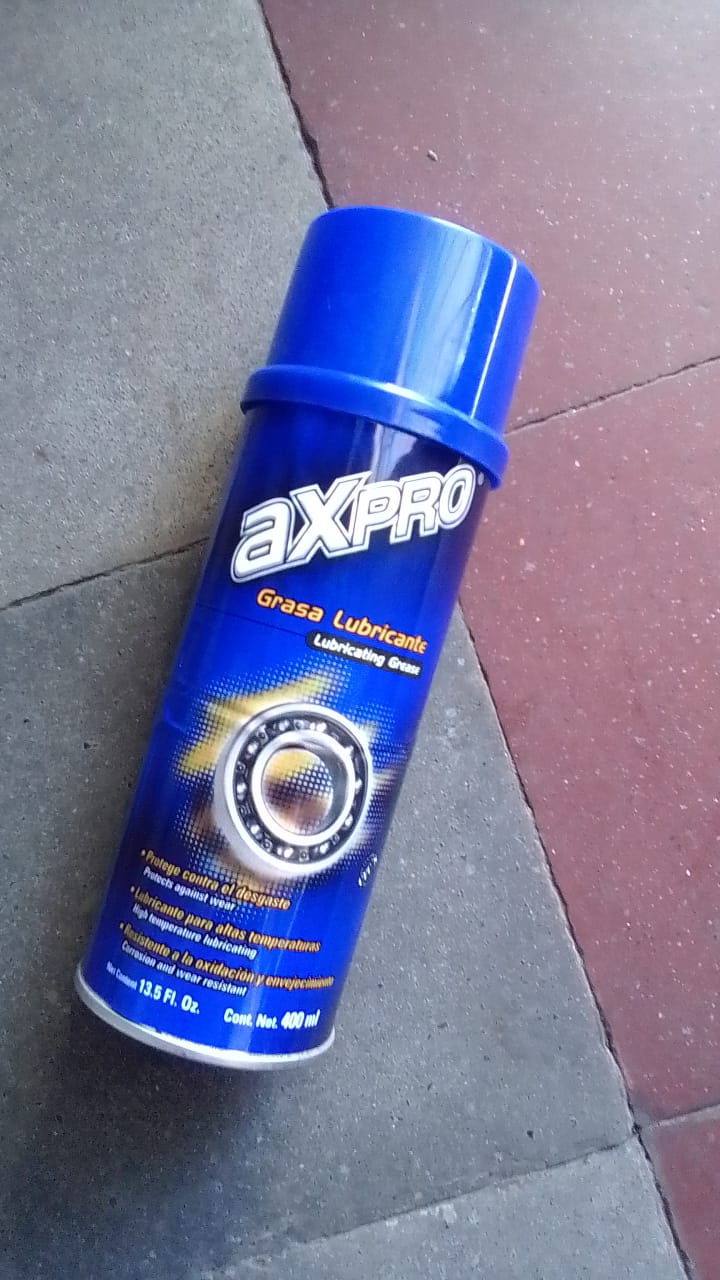 axPRO®
Grasa Lubricante
Lubricating Grease
• Protege contra el desgaste
Protects against wear
• Lubricante para altas temperaturas
High temperature lubricating
• Resistente a la oxidación y envejecimiento
Corrosion and wear resistant
Net Content 13.5 Fl. Oz. Cont. Net. 400 ml